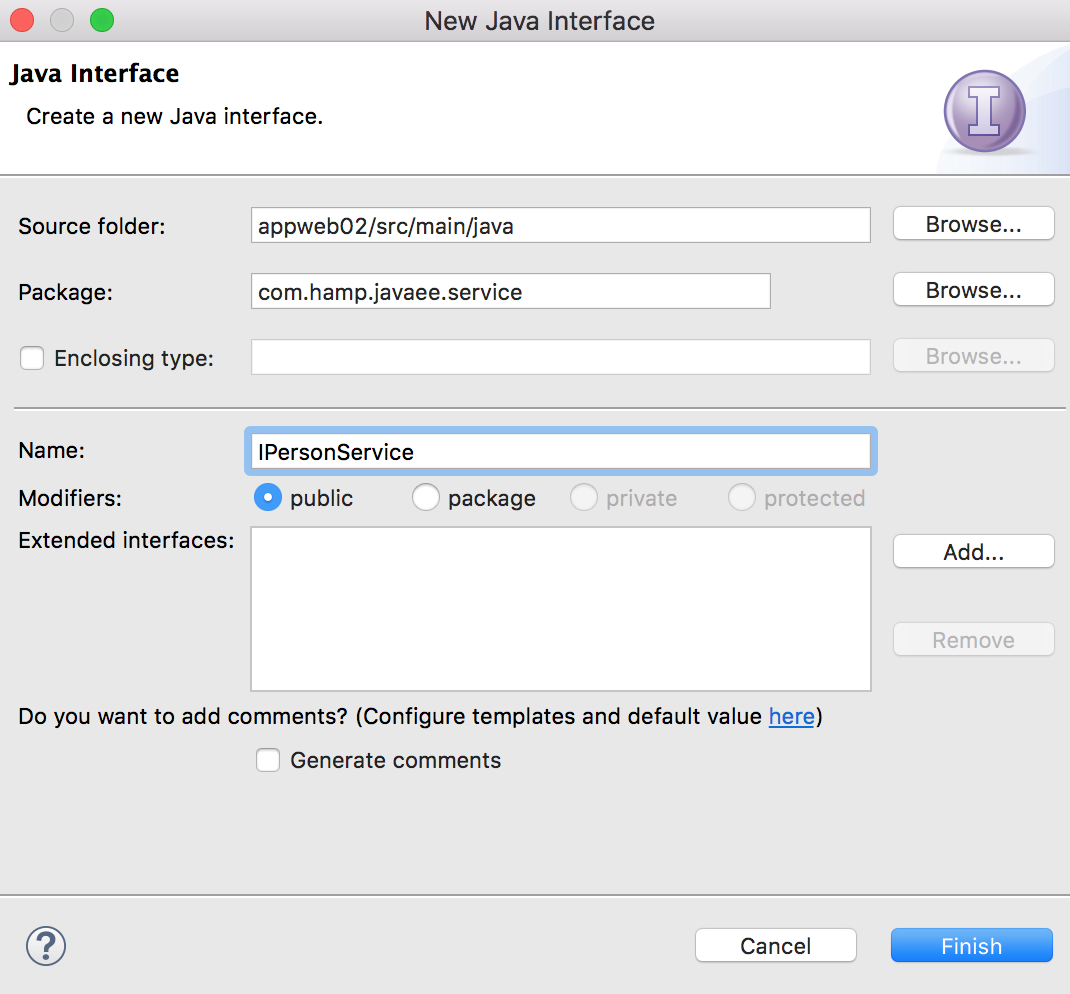 New Java Interface
Java Interface
Create a new Java interface.
I
Source folder: appweb02/src/main/java Browse...
Package: com.hamp.javaee.service Browse...
Enclosing type: Browse...
Name: IPersonService
Modifiers: public package private protected
Extended interfaces: Add...
Remove
Do you want to add comments? (Configure templates and default value here)
Generate comments
? Cancel Finish